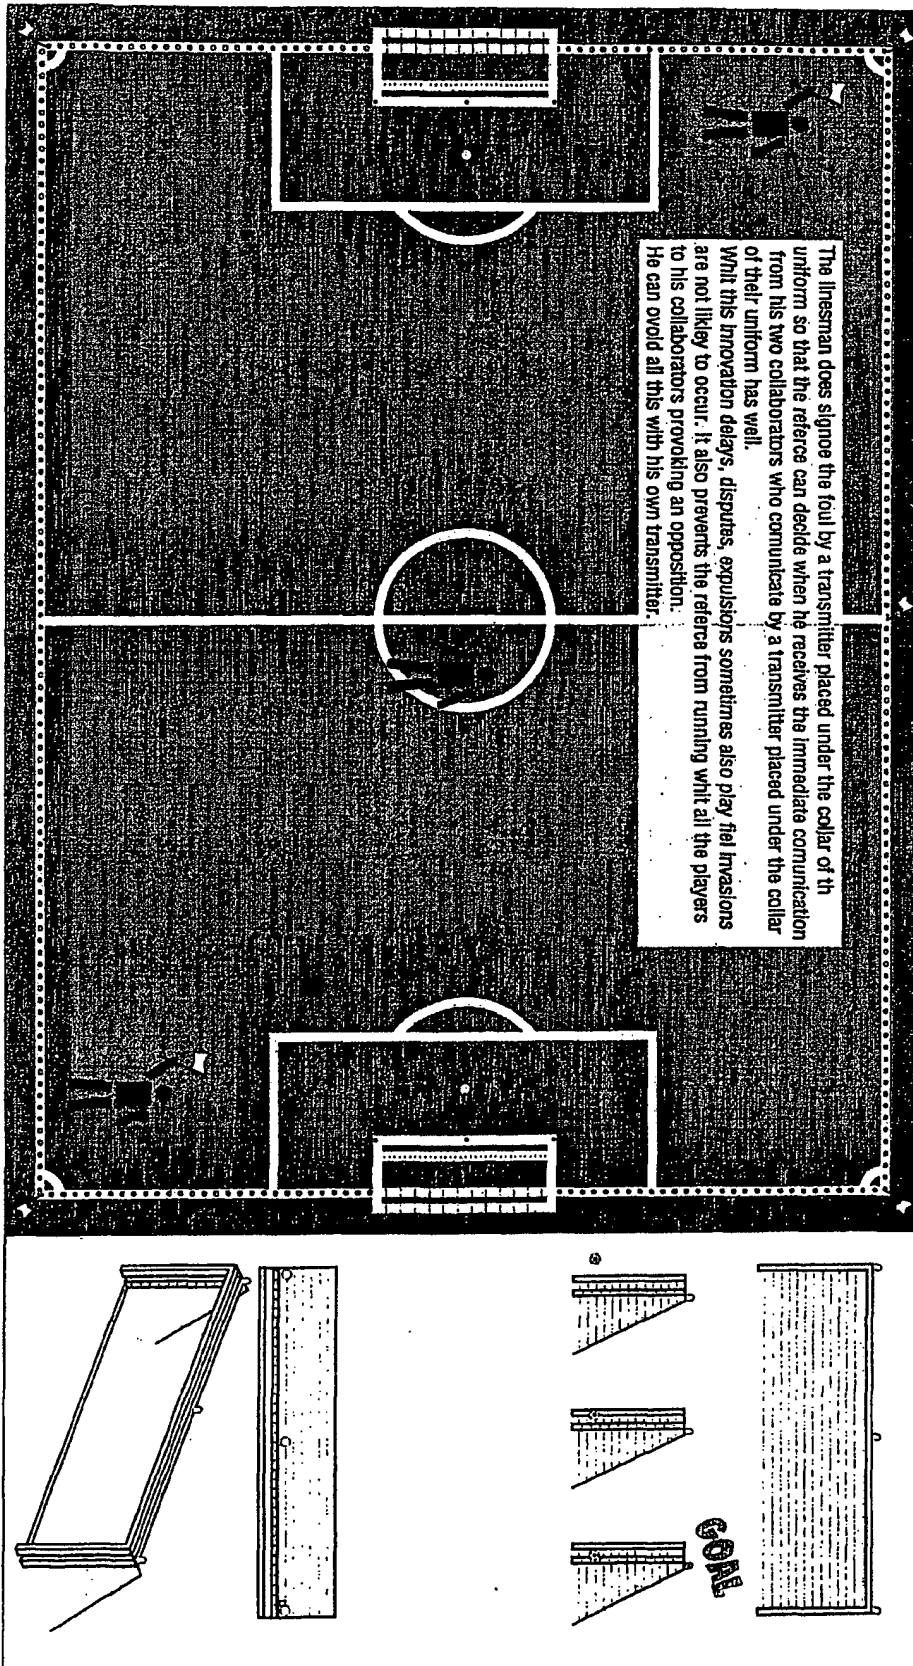 The linesman does signoe the foul by a transmitter placed under the collar of th
uniform so that the referce can decide when he receives the immediate comunication
from his two collaborators who comunicate by a transmitter placed under the collar
of their uniform has well.
Whit this innovation delays, disputes, expulsions sometimes also play fiel invasions
are not likley to occur. It also prevents the referce from running whit all the players
to his collaborators provoking an opposition.
He can ovoid all this with his own transmitter.
GOAL